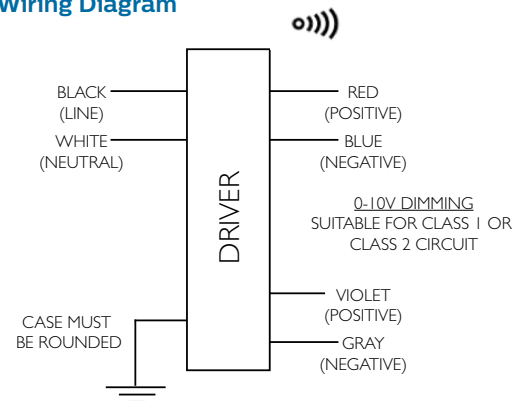 Wiring Diagram
BLACK
(LINE)
WHITE
(NEUTRAL)
CASE MUST
BE ROUNDED
DRIVER
RED
(POSITIVE)
BLUE
(NEGATIVE)
0-10V DIMMING
SUITABLE FOR CLASS 1 OR
CLASS 2 CIRCUIT
VIOLET
(POSITIVE)
GRAY
(NEGATIVE)